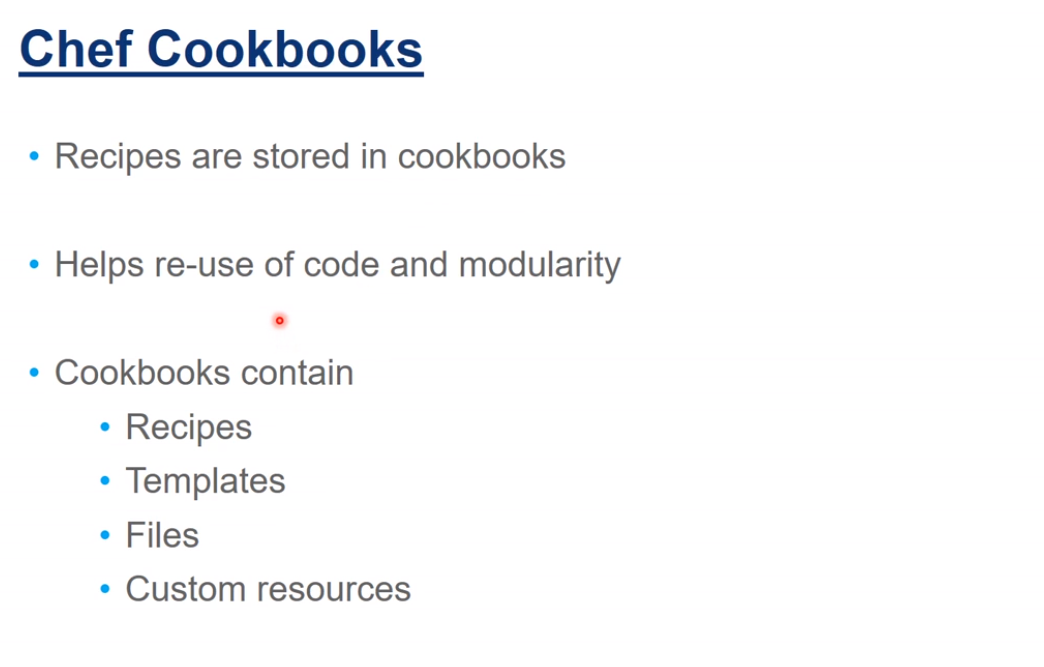 Chef Cookbooks
• Recipes are stored in cookbooks
• Helps re-use of code and modularity
• Cookbooks contain
• Recipes
• Templates
• Files
• Custom resources